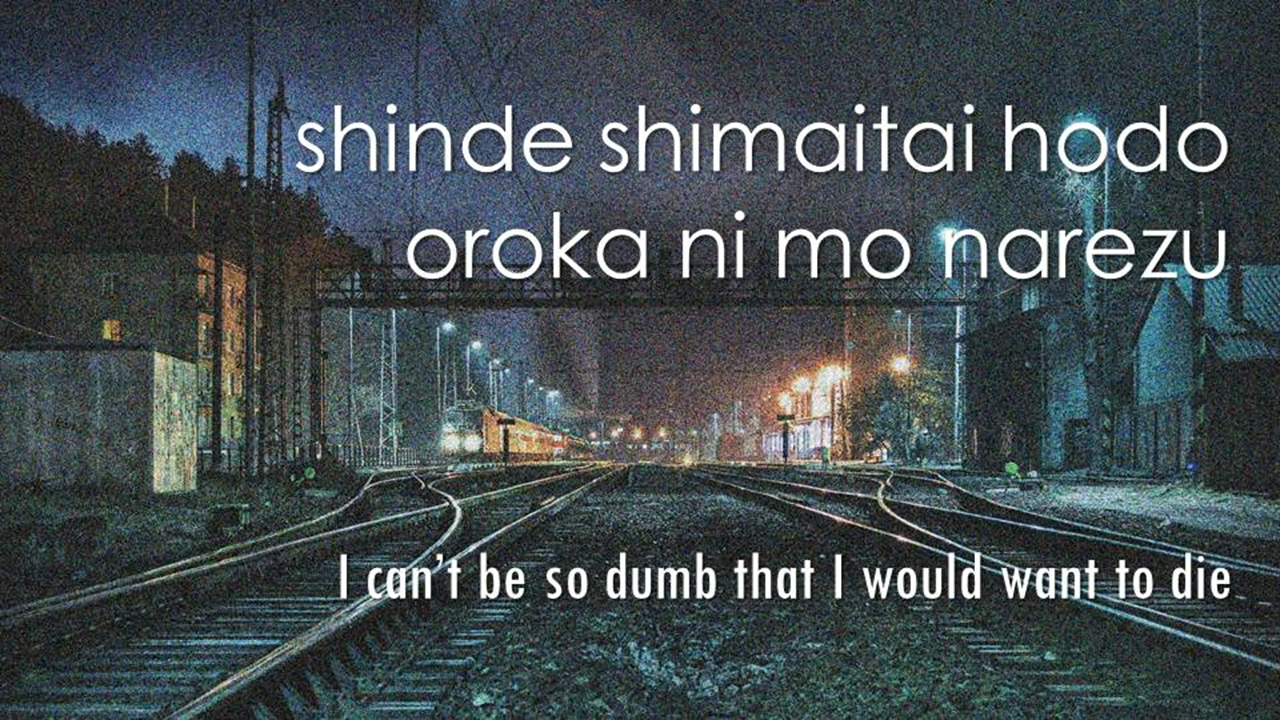 shinde shimaitai hodo
oroka ni mo narezu
I can't be so dumb that I would want to die